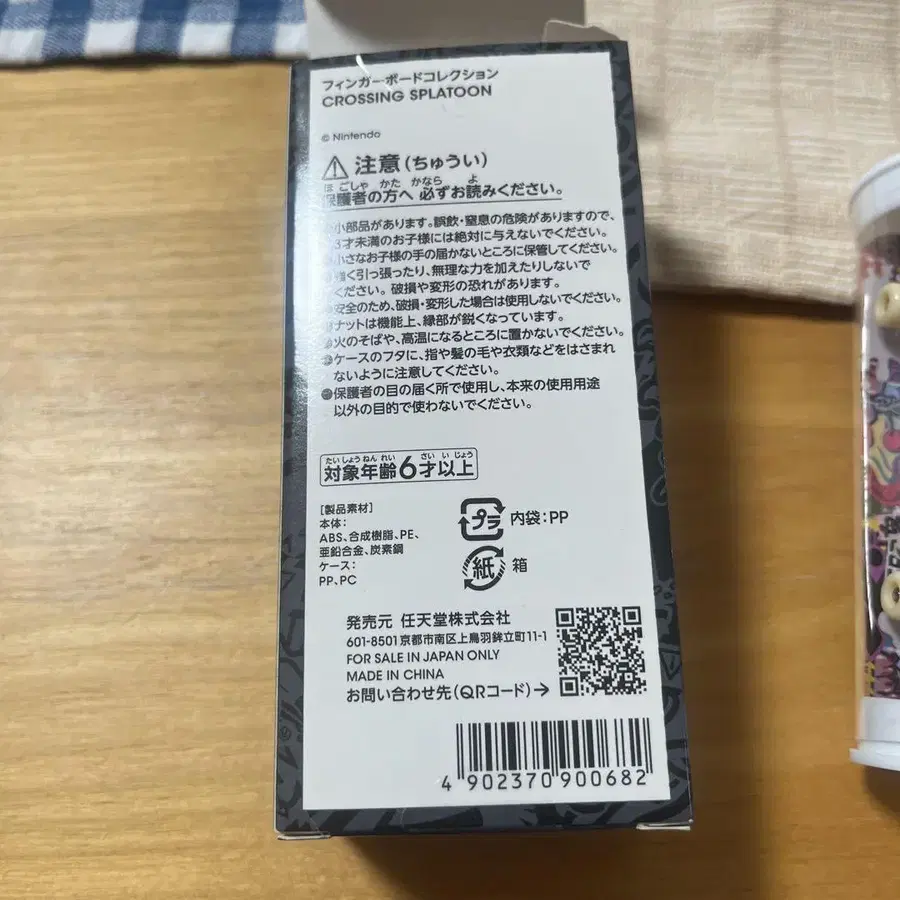 フィンガーボードコレクション
CROSSING SPLATOON
© Nintendo
注意(ちゅうい)
ほごしゃ かた かなら よ
保護者の方へ 必ずお読みください。
小部品があります。誤飲・窒息の危険がありますので、
3才未満のお子様には絶対に与えないでください。
小さなお子様の手の届かないところに保管してください。
強く引っ張ったり、無理な力を加えたりしないで
ください。破損や変形の恐れがあります。
安全のため、破損・変形した場合は使用しないでください。
ナットは機能上、縁部が鋭くなっています。
火のそばや、高温になるところに置かないでください。
●ケースのフタに、指や髪の毛や衣類などをはさまれ
ないように注意してください。
●保護者の目の届く所で使用し、本来の使用用途
以外の目的で使わないでください。
たいしょうねんれい さいいじょう
対象年齢6才以上
[製品素材]
本体:
ABS、合成樹脂、PE、
亜鉛合金、炭素鋼
ケース:
PP、PC
プラ 内袋:PP
紙 箱
発売元 任天堂株式会社
601-8501 京都市南区上鳥羽鉾立町11-1
FOR SALE IN JAPAN ONLY
MADE IN CHINA
お問い合わせ先(QRコード)→
4 902370 900682